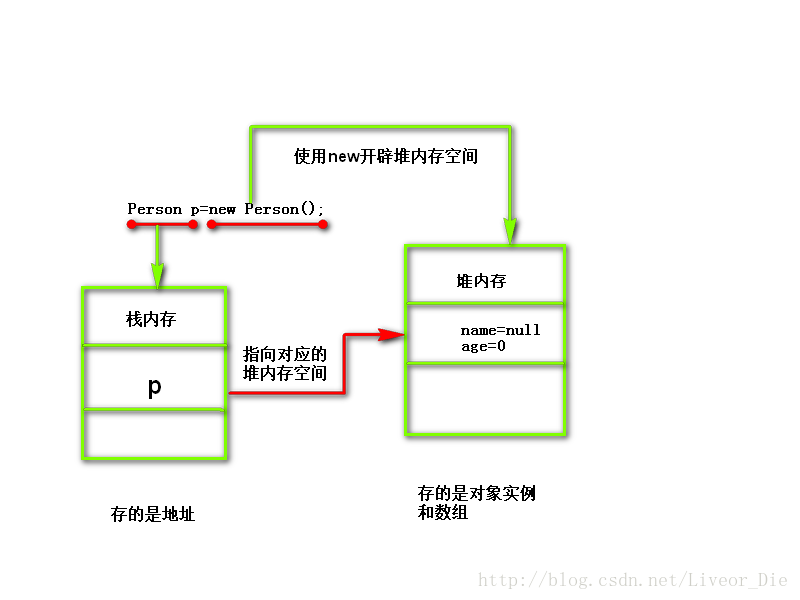 使用new开辟堆内存空间
Person p=new Person();
堆内存
栈内存
name=null
age=0
指向对应的
堆内存空间
p
存的是对象实例
和数组
存的是地址
http://blog.csdn.net/Liveor_Die